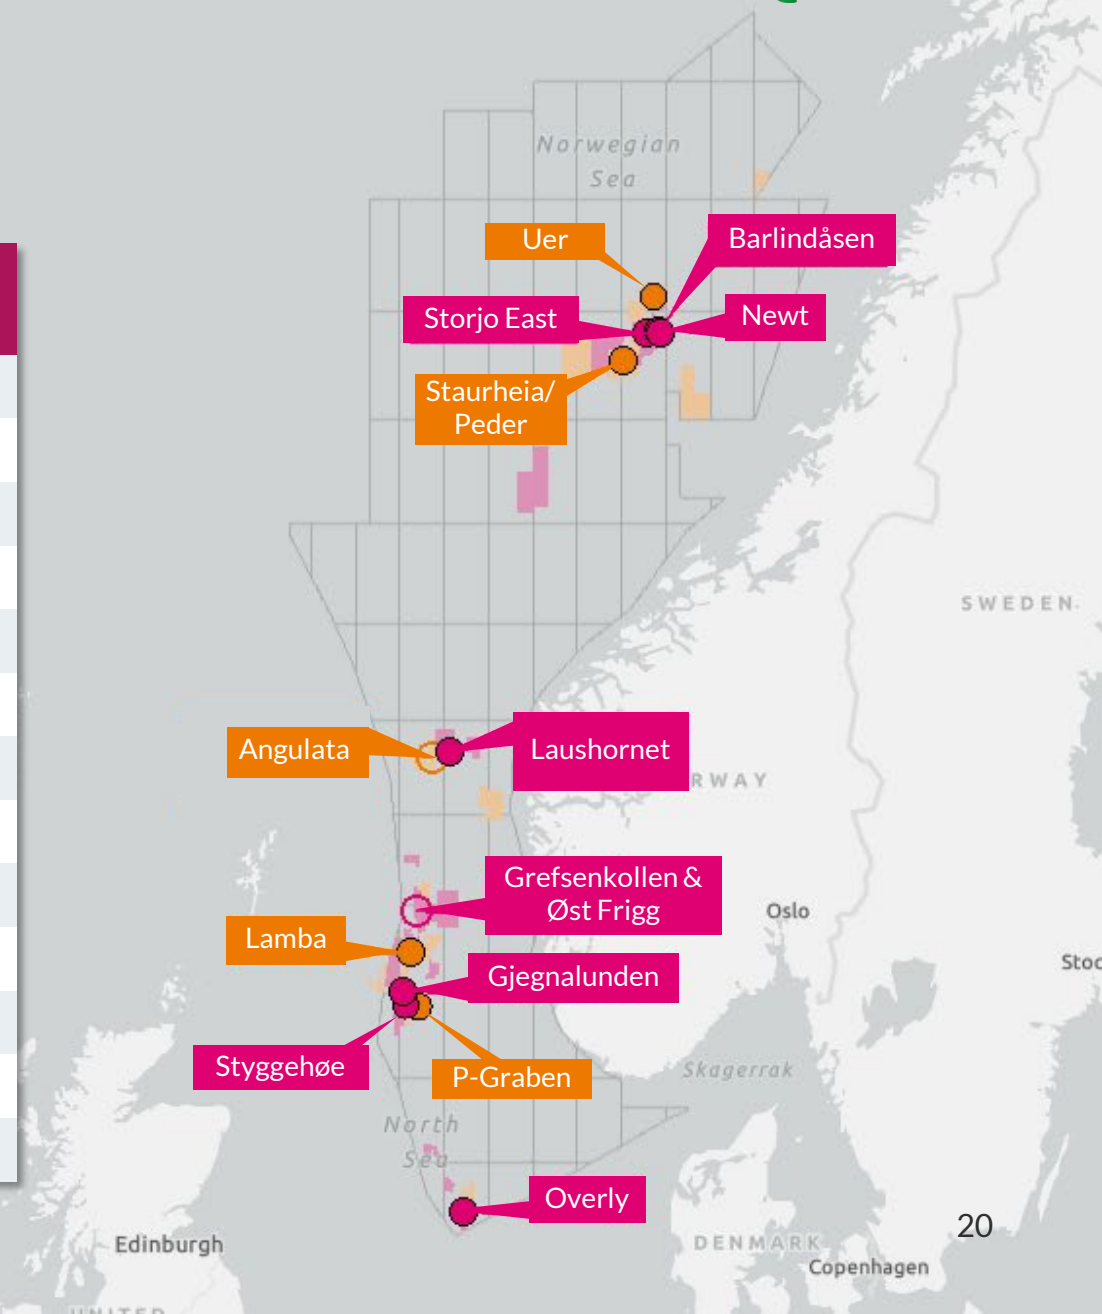 Norwegian
Sea
Uer
Barlindåsen
Storjo East
Newt
Staurheia/
Peder
SWEDEN
Angulata
Laushornet
RWAY
Grefsenkollen &
Øst Frigg
Oslo
Lamba
Stoc
Gjegnalunden
Styggehøe
P-Graben
Skagerrak
North
Sea
Overly
20
Edinburgh
DENMARK
Copenhagen
UNITED